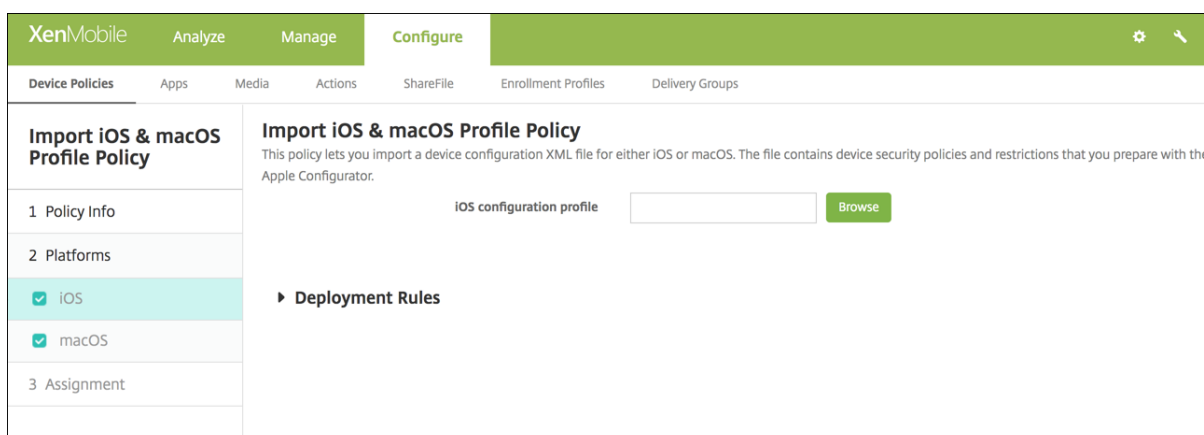 XenMobile Analyze Manage Configure
Device Policies Apps Media Actions ShareFile Enrollment Profiles Delivery Groups
Import iOS & macOS
Profile Policy
1 Policy Info
2 Platforms
iOS
macOS
3 Assignment
Import iOS & macOS Profile Policy
This policy lets you import a device configuration XML file for either iOS or macOS. The file contains device security policies and restrictions that you prepare with the
Apple Configurator.
iOS configuration profile Browse
Deployment Rules